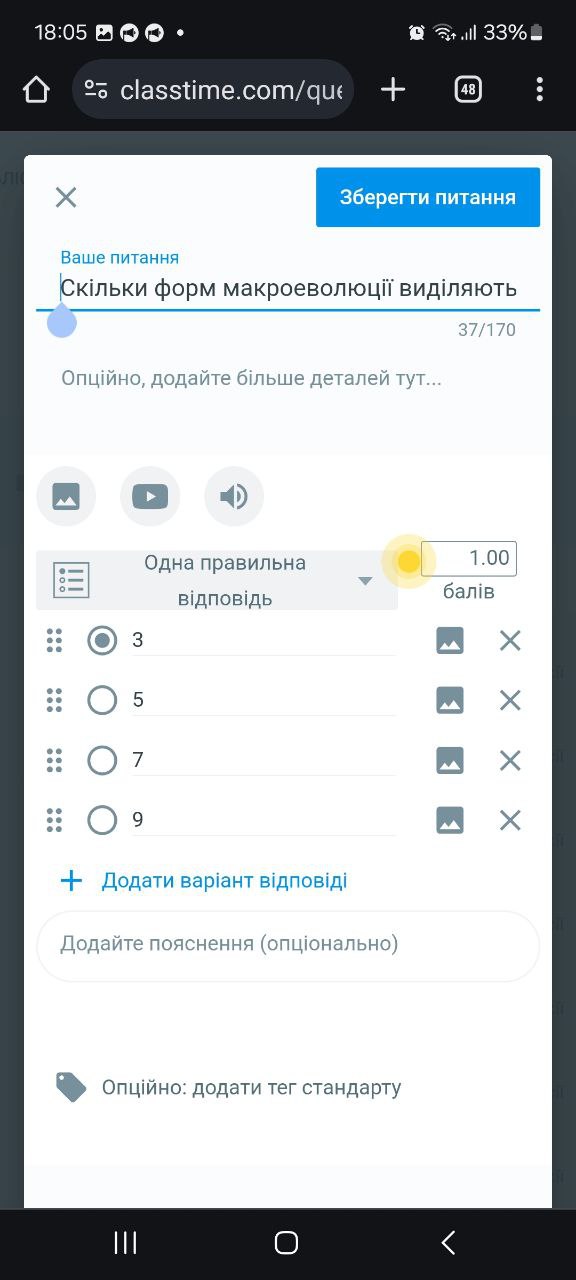 18:05 33%
classtime.com/que 48
Зберегти питання
Ваше питання
Скільки форм макроеволюції виділяють
37/170
Опційно, додайте більше деталей тут...
Одна правильна
відповідь
1.00
балів
3
5
7
9
Додати варіант відповіді
Додайте пояснення (опціонально)
Опційно: додати тег стандарту